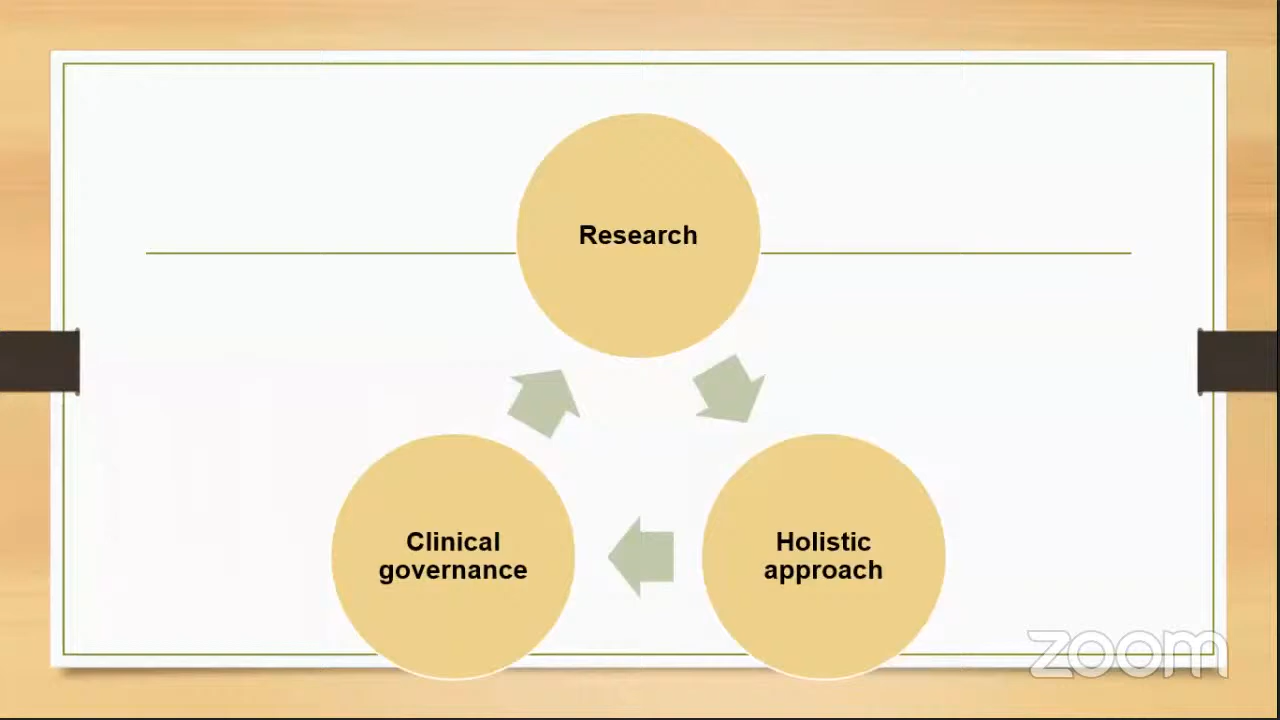 Research
Clinical
governance
Holistic
approach
zoom